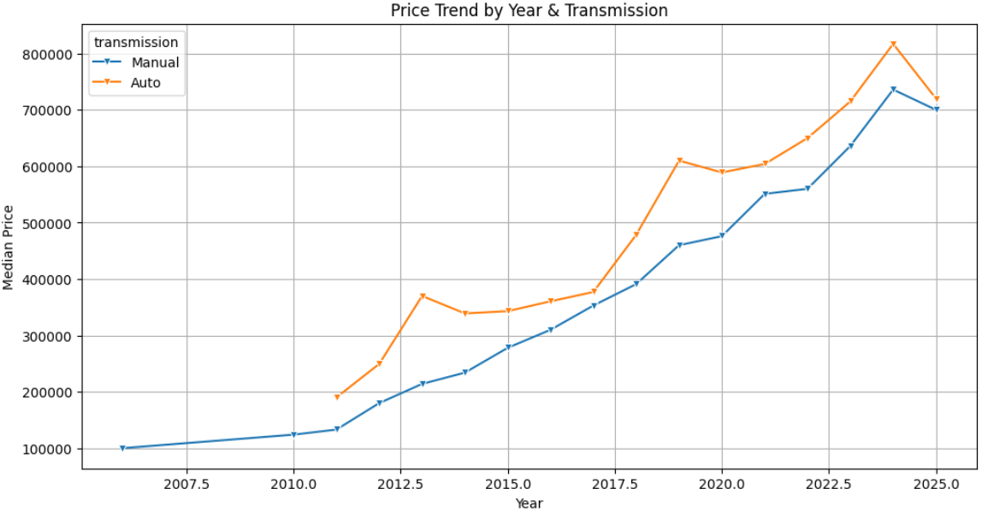 Price Trend by Year & Transmission
transmission
Manual
Auto
800000
700000
600000
500000
400000
300000
200000
100000
Median Price
2007.5 2010.0 2012.5 2015.0 2017.5 2020.0 2022.5 2025.0
Year